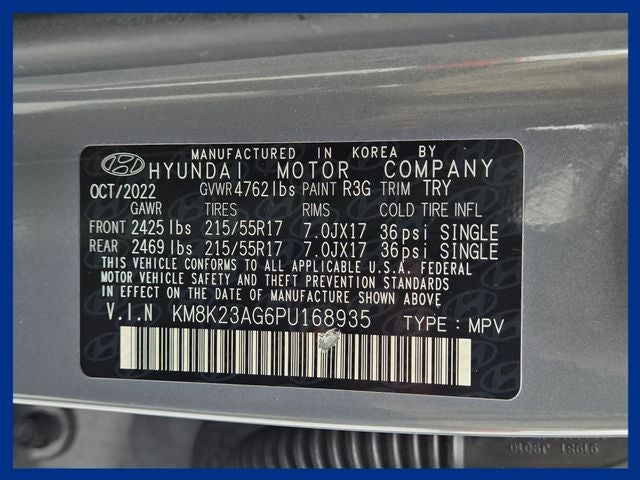 MANUFACTURED IN KOREA BY
HYUNDAI MOTOR COMPANY
OCT/2022 GVWR 4762 lbs PAINT R3G TRIM TRY
GAWR TIRES RIMS COLD TIRE INFL
FRONT 2425 lbs 215/55R17 7.0JX17 36psi SINGLE
REAR 2469 lbs 215/55R17 7.0JX17 36psi SINGLE
THIS VEHICLE CONFORMS TO ALL APPLICABLE U.S.A. FEDERAL
MOTOR VEHICLE SAFETY AND THEFT PREVENTION STANDARDS
IN EFFECT ON THE DATE OF MANUFACTURE SHOWN ABOVE.
V.I.N KM8K23AG6PU168935 TYPE : MPV